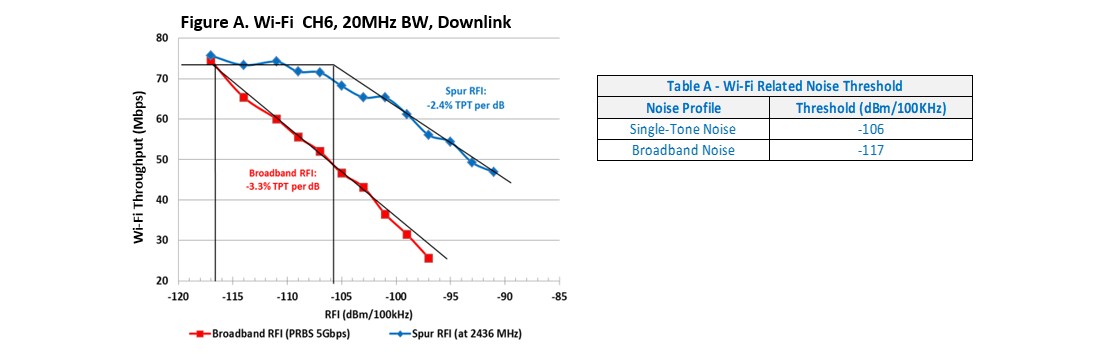 Figure A. Wi-Fi CH6, 20MHz BW, Downlink
80
70
60
50
40
30
20
Wi-Fi Throughput (Mbps)
Spur RFI:
-2.4% TPT per dB
Broadband RFI:
-3.3% TPT per dB
-120 -115 -110 -105 -100 -95 -90 -85
RFI (dBm/100kHz)
Broadband RFI (PRBS 5Gbps) Spur RFI (at 2436 MHz)
Table A - Wi-Fi Related Noise Threshold
Noise Profile Threshold (dBm/100KHz)
Single-Tone Noise -106
Broadband Noise -117